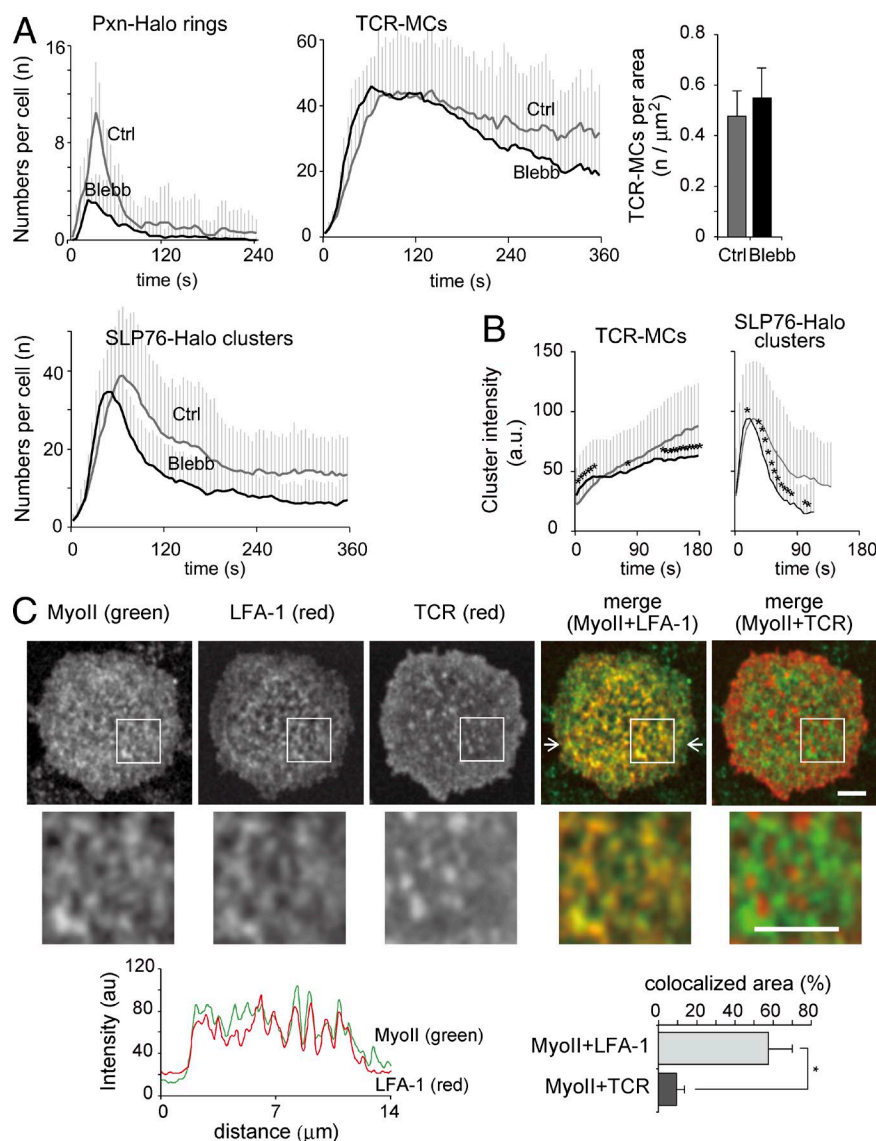 A
Pxn-Halo rings
Numbers per cell (n)
16
12
8
4
0
Ctrl
Blebb
0
120
240
time (s)
TCR-MCs
60
40
20
0
Ctrl
Blebb
0
120
240
360
time (s)
TCR-MCs per area
(n / μm²)
0.8
0.6
0.4
0.2
0
Ctrl Blebb
SLP76-Halo clusters
Numbers per cell (n)
40
20
0
Ctrl
Blebb
0
120
240
360
time (s)
B
TCR-MCs
Cluster intensity
(a.u.)
150
100
50
0
0
90
180
time (s)
SLP76-Halo
clusters
* * * * * * * * * * *
0
90
180
time (s)
C
MyoII (green)
LFA-1 (red)
TCR (red)
merge
(MyoII+LFA-1)
merge
(MyoII+TCR)
Intensity (au)
120
80
40
0
MyoII (green)
LFA-1 (red)
0
7
14
distance (μm)
colocalized area (%)
0 20 40 60 80
MyoII+LFA-1
MyoII+TCR
*